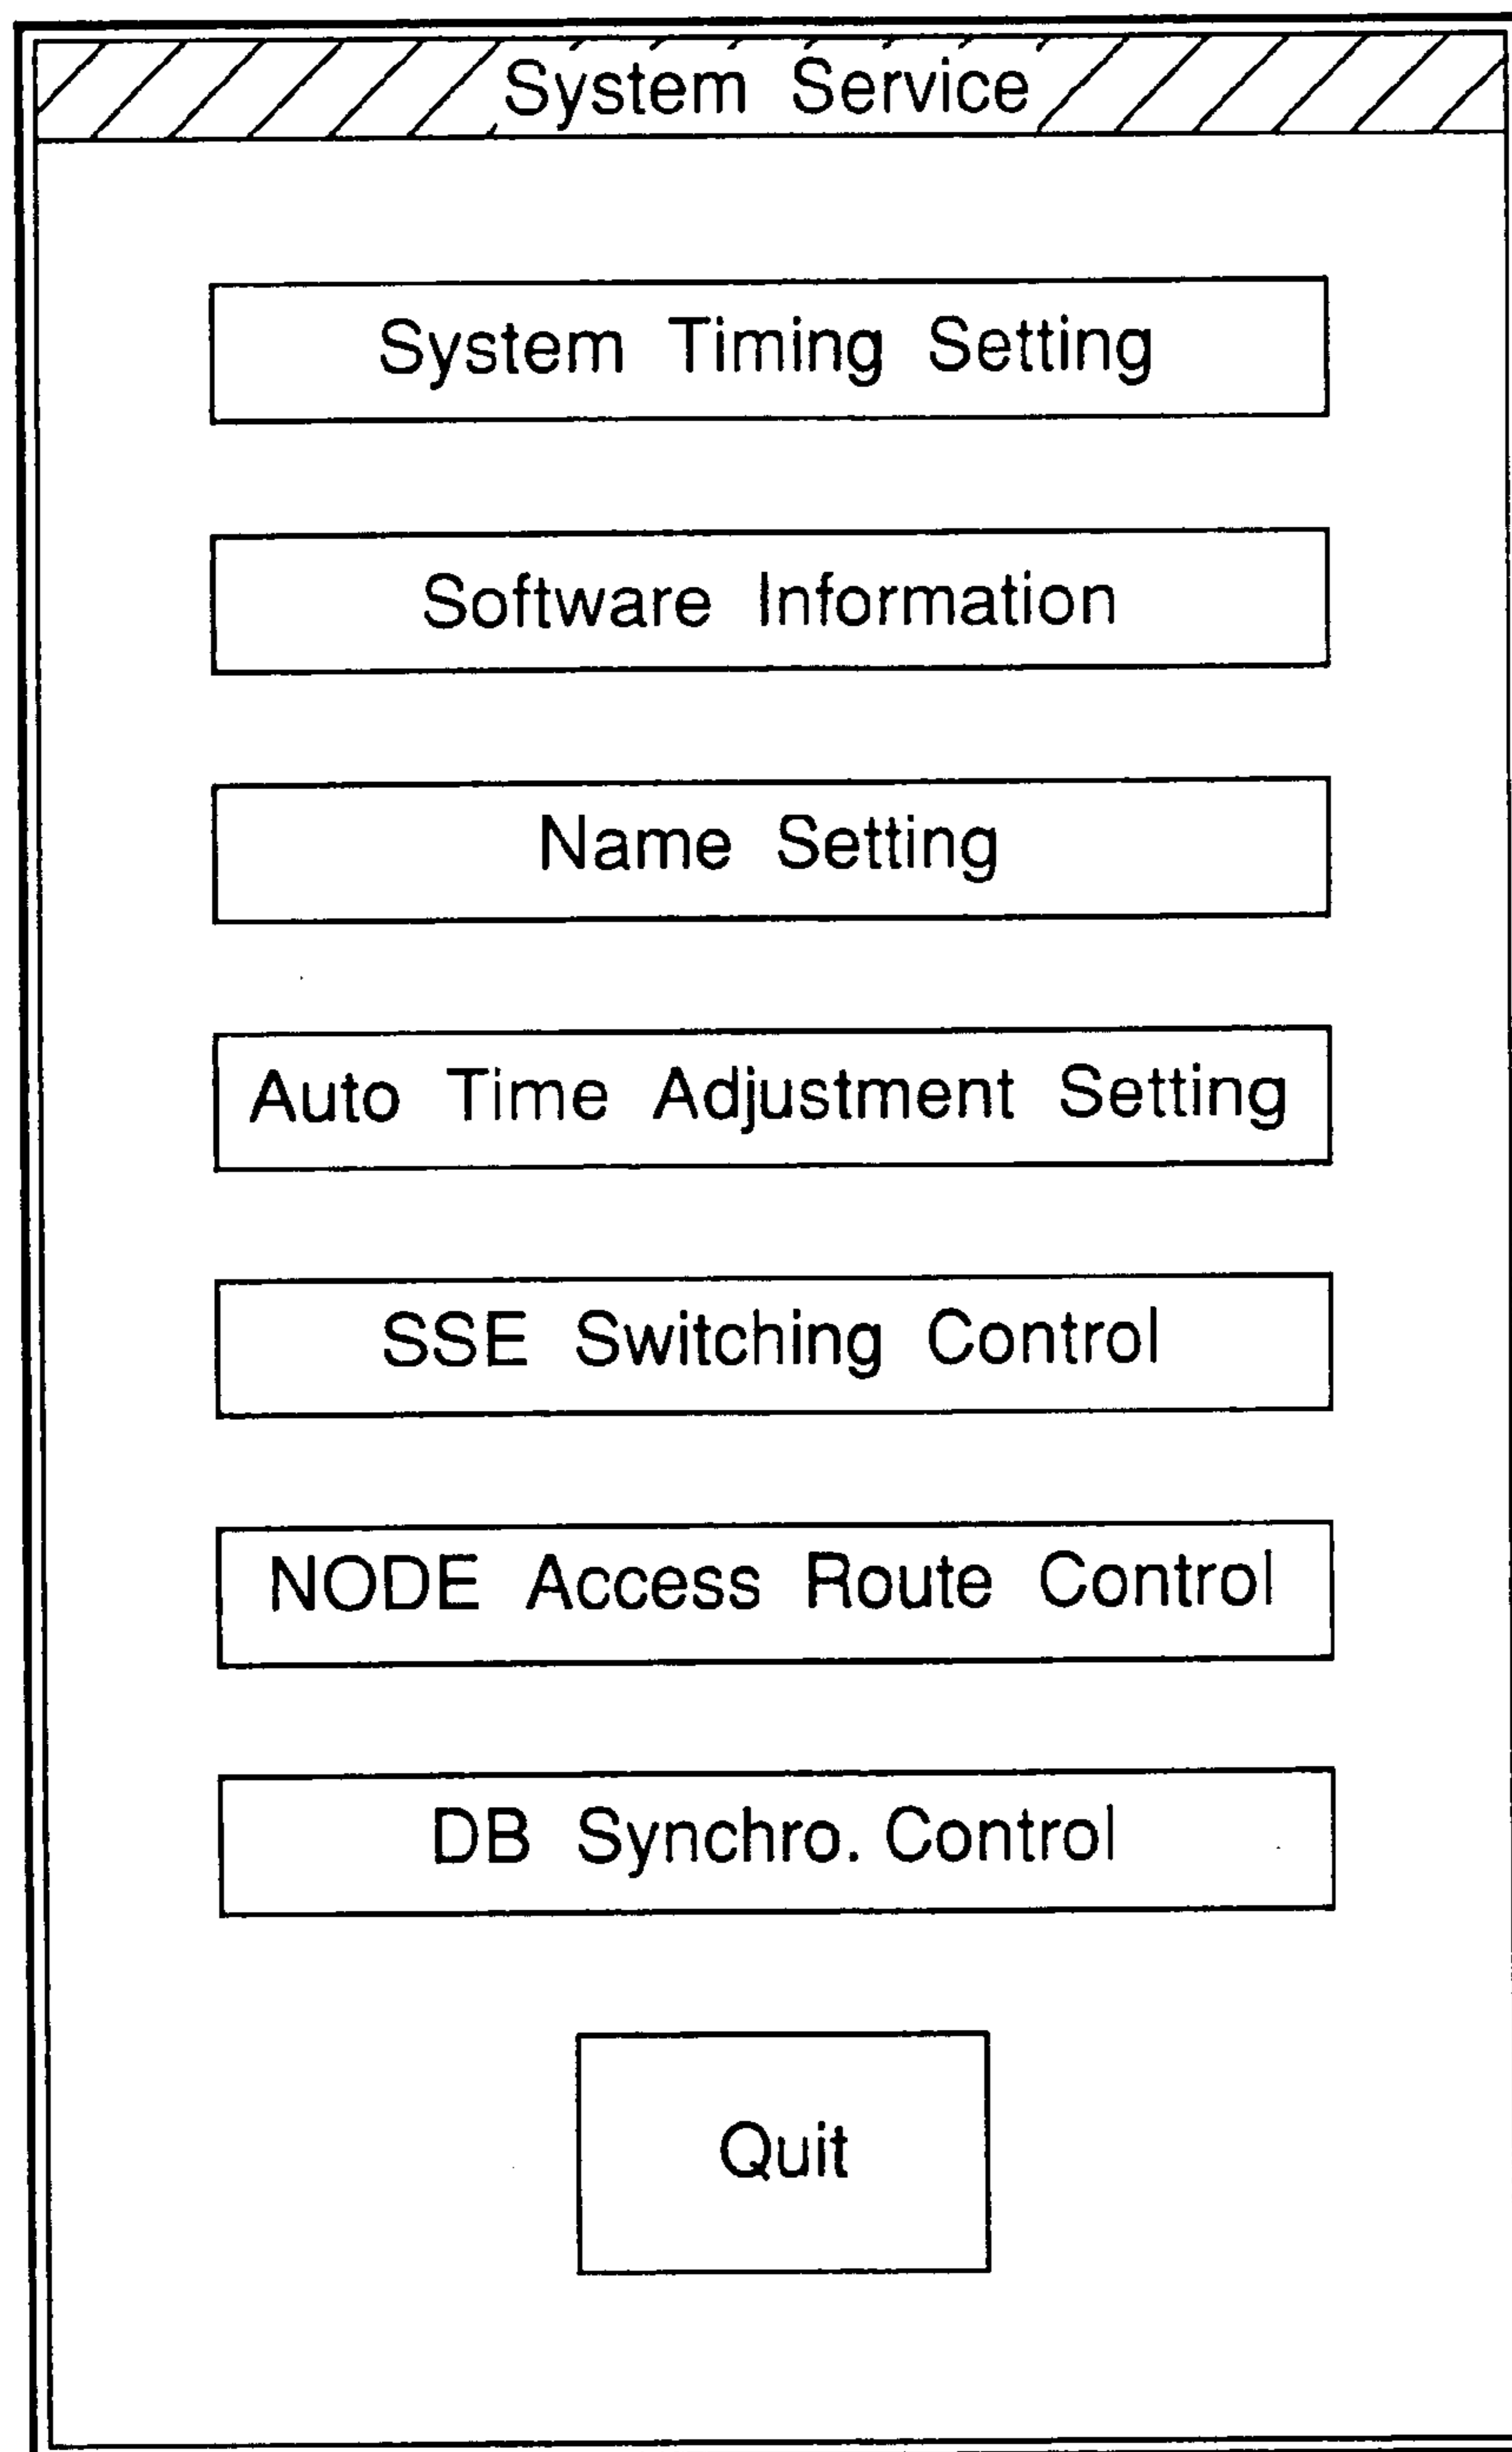 System Service
System Timing Setting
Software Information
Name Setting
Auto Time Adjustment Setting
SSE Switching Control
NODE Access Route Control
DB Synchro. Control
Quit